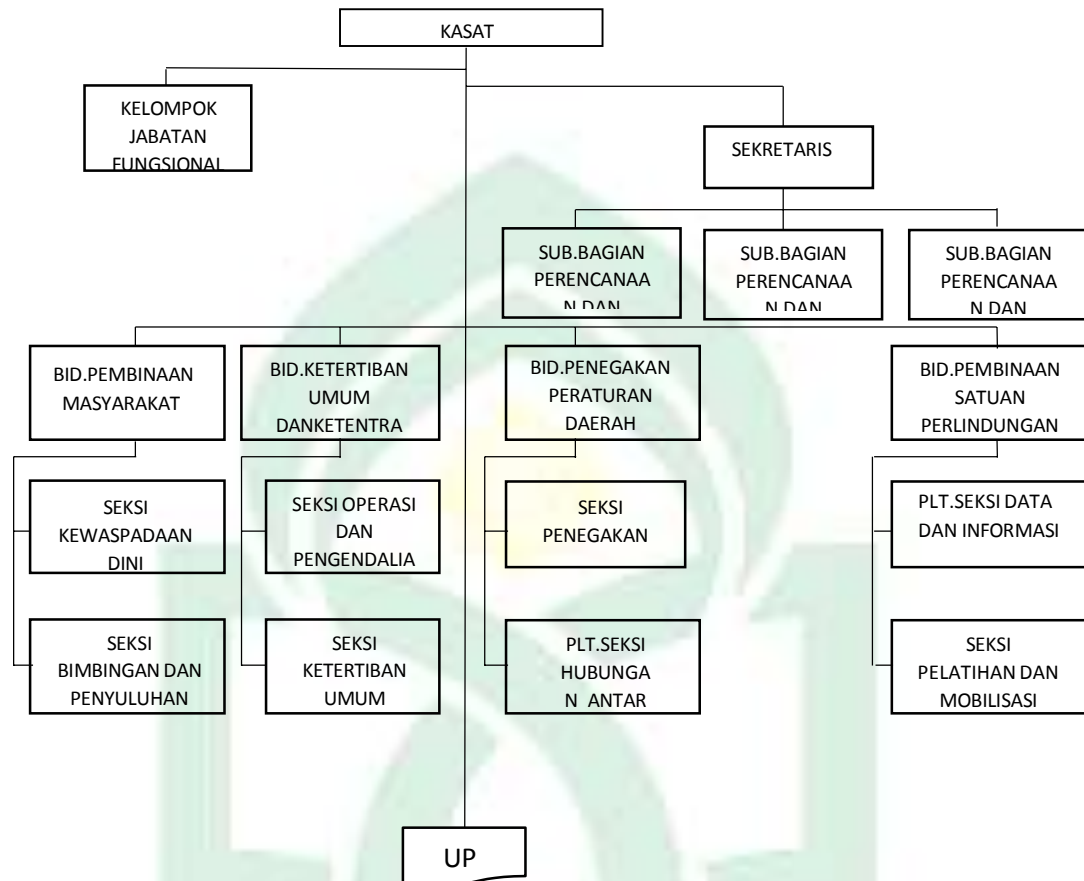 KASAT
KELOMPOK
JABATAN
FUNGSIONAL
SEKRETARIS
SUB.BAGIAN
PERENCANAA
N DAN
SUB.BAGIAN
PERENCANAA
N DAN
SUB.BAGIAN
PERENCANAA
N DAN
BID.PEMBINAAN
MASYARAKAT
BID.KETERTIBAN
UMUM
DANKETENTRA
BID.PENEGAKAN
PERATURAN
DAERAH
BID.PEMBINAAN
SATUAN
PERLINDUNGAN
SEKSI
KEWASPADAAN
DINI
SEKSI OPERASI
DAN
PENGENDALIA
SEKSI
PENEGAKAN
PLT.SEKSI DATA
DAN INFORMASI
SEKSI
BIMBINGAN DAN
PENYULUHAN
SEKSI
KETERTIBAN
UMUM
PLT.SEKSI
HUBUNGA
N ANTAR
SEKSI
PELATIHAN DAN
MOBILISASI
UP